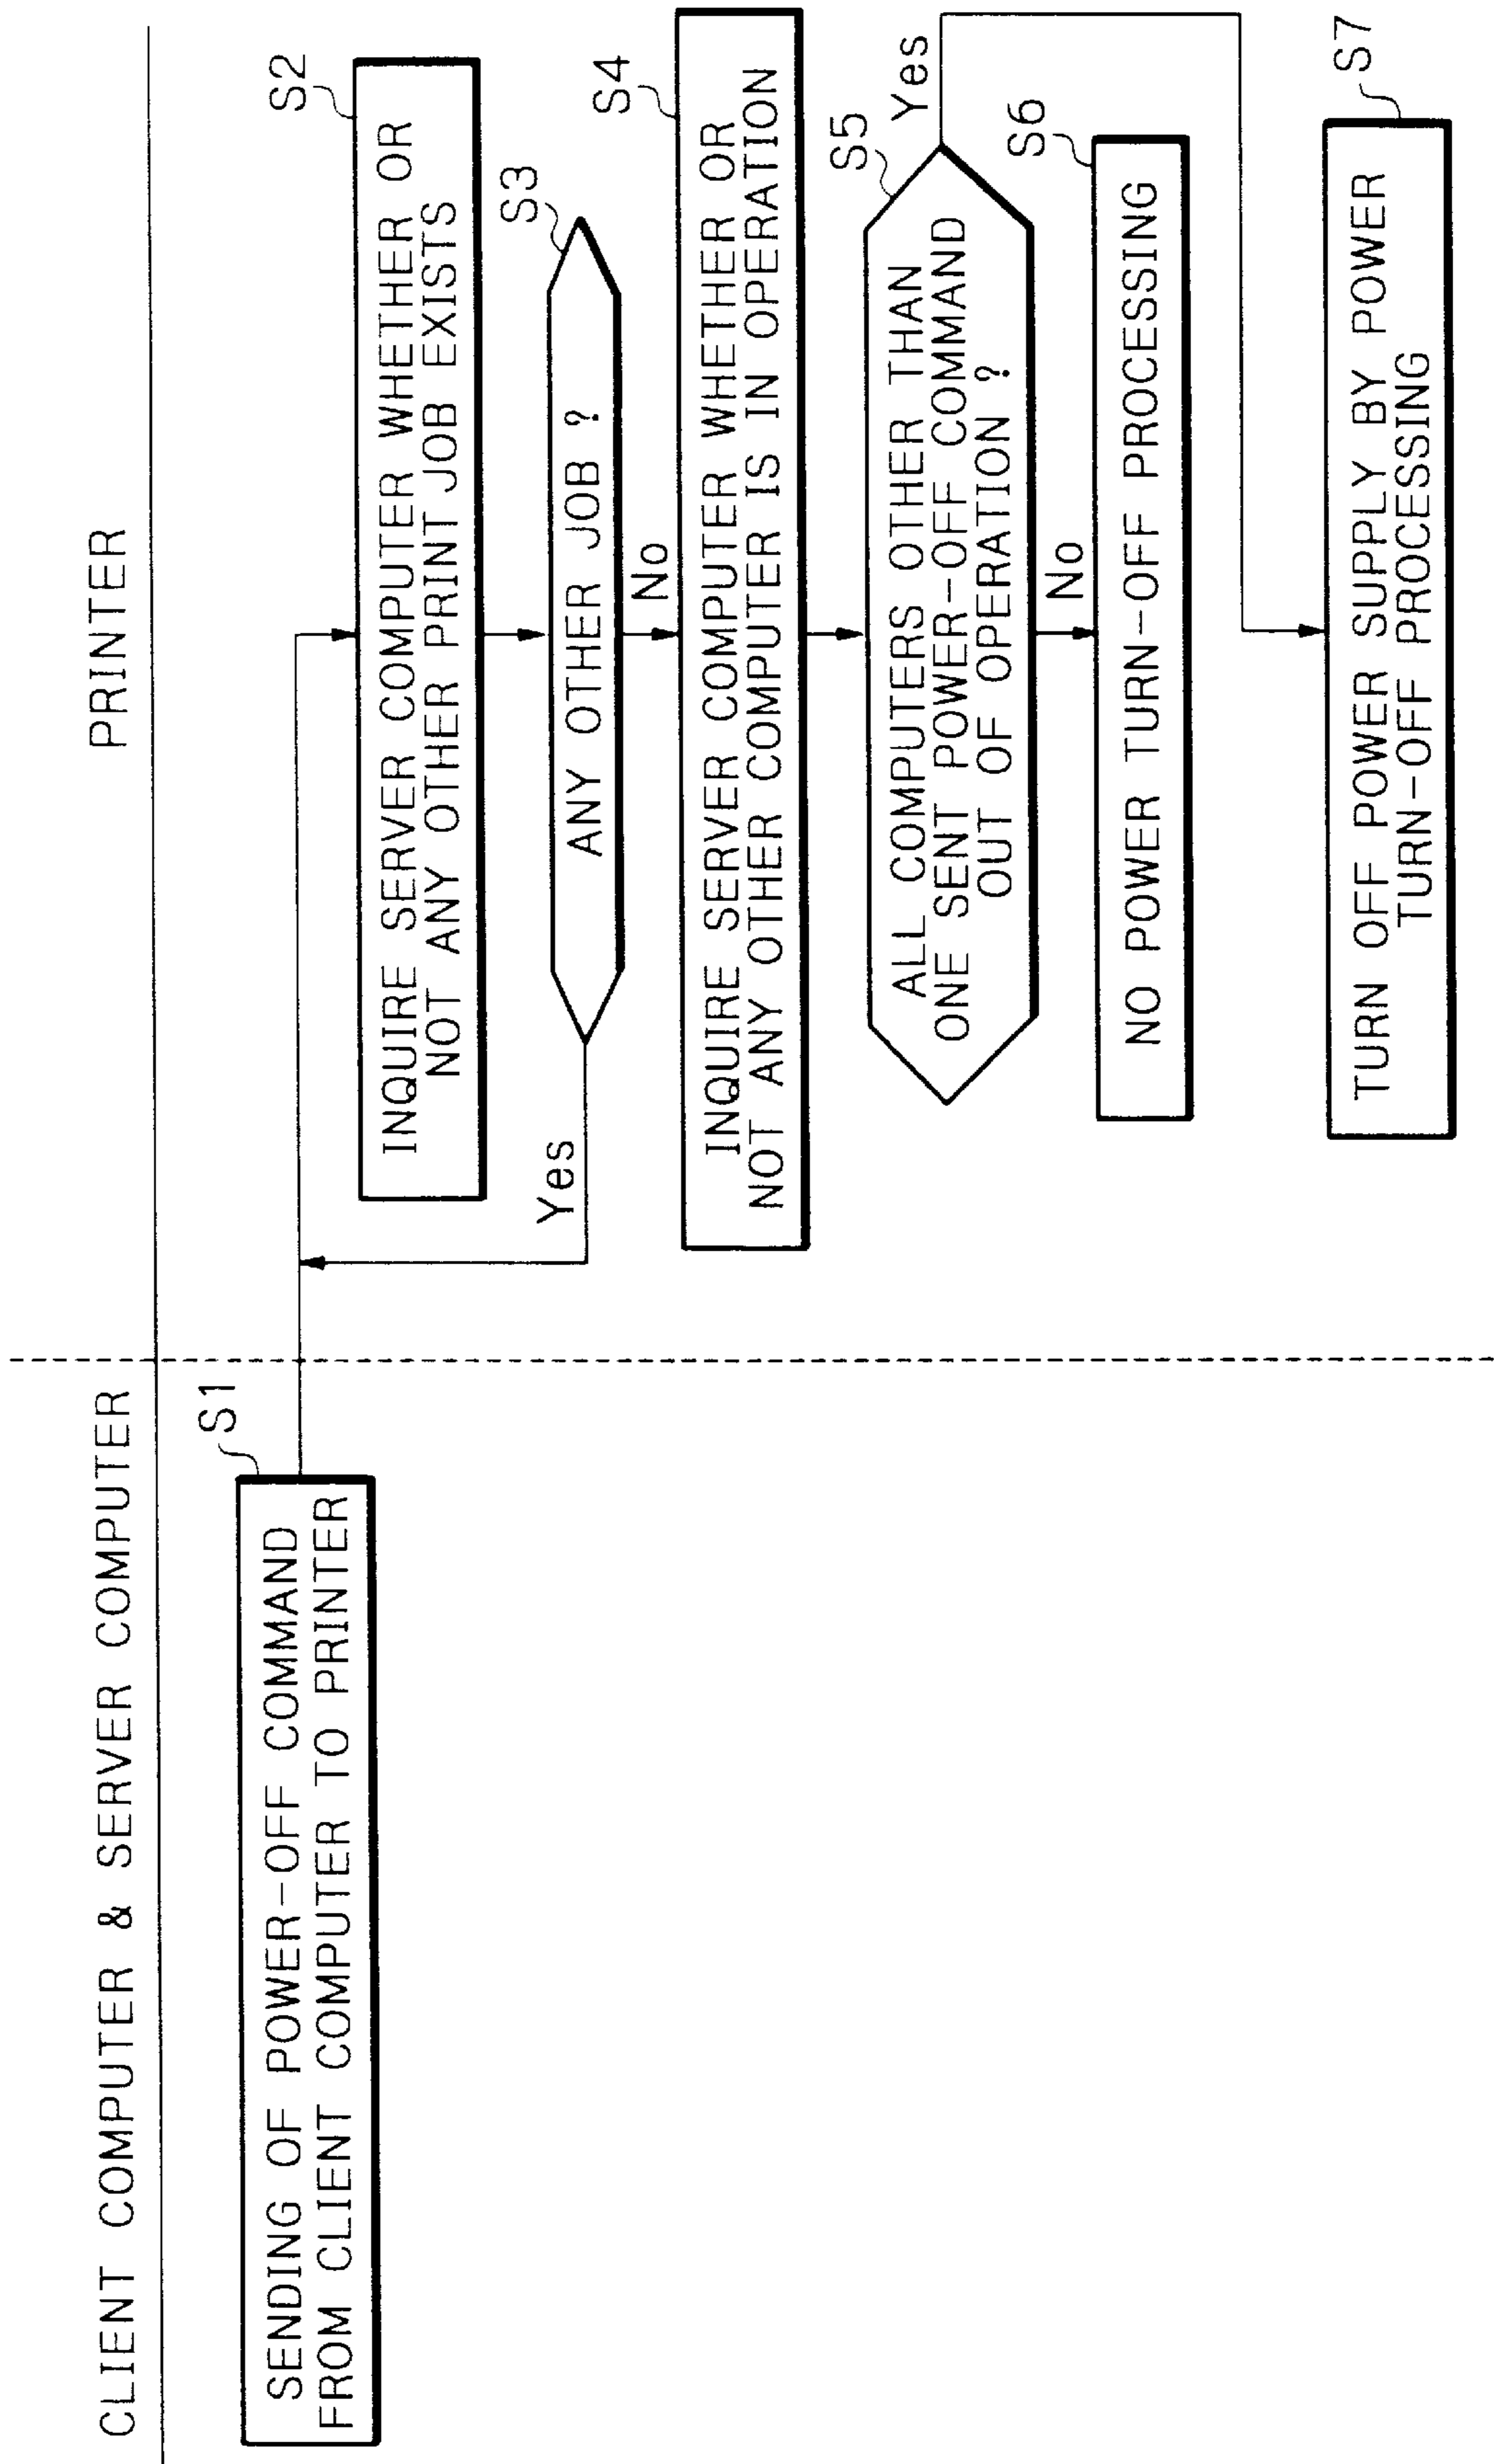 CLIENT COMPUTER & SERVER COMPUTER
PRINTER
S1
SENDING OF POWER-OFF COMMAND
FROM CLIENT COMPUTER TO PRINTER
S2
INQUIRE SERVER COMPUTER WHETHER OR
NOT ANY OTHER PRINT JOB EXISTS
S3
ANY OTHER JOB ?
Yes
No
S4
INQUIRE SERVER COMPUTER WHETHER OR
NOT ANY OTHER COMPUTER IS IN OPERATION
S5
ALL COMPUTERS OTHER THAN
ONE SENT POWER-OFF COMMAND
OUT OF OPERATION ?
Yes
No
S6
NO POWER TURN-OFF PROCESSING
S7
TURN OFF POWER SUPPLY BY POWER
TURN-OFF PROCESSING